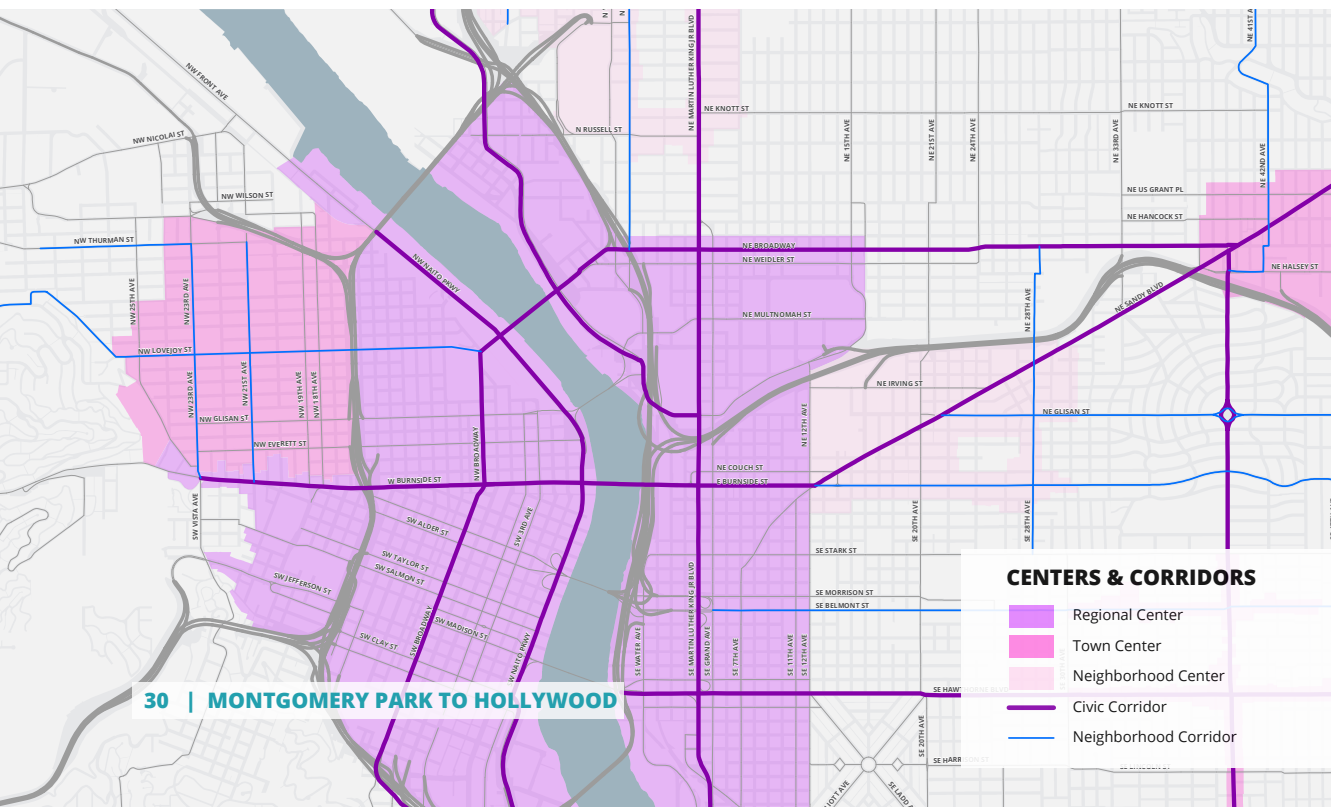 NE 41ST A
NE MARTIN LUTHER KING JR BLVD
NW FRONT AVE
NE KNOTT ST
NE KNOTT ST
N RUSSELL ST
NW NICOLAI ST
NE 15TH AVE
NE 21ST AVE
NE 24TH AVE
NE 33RD AVE
NE 42ND AVE
NE US GRANT PL
NW WILSON ST
NE HANCOCK ST
NW THURMAN ST
NE BROADWAY
NE WEIDLER ST
NE HALSEY ST
NW NAITO PKWY
NW 25TH AVE
NW 23RD AVE
NE SANDY BLVD
NE 28TH AVE
NE MULTNOMAH ST
NW LOVEJOY ST
NW 23RD AVE
NW 21ST AVE
NW 19TH AVE
NW 18TH AVE
NE IRVING ST
NE 12TH AVE
NE GLISAN ST
NW GLISAN ST
NW EVERETT ST
NW BROADWAY
NE COUCH ST
W BURNSIDE ST
E BURNSIDE ST
SW VISTA AVE
SW ALDER ST
SW 3RD AVE
SE 20TH AVE
SE 28TH AVE
SE STARK ST
SW TAYLOR ST
SW SALMON ST
SW JEFFERSON ST
SE MORRISON ST
SE BELMONT ST
SE MARTIN LUTHER KING JR BLVD
SW BROADWAY
SW MADISON ST
SW CLAY ST
NW NAITO PKWY
SE WATER AVE
SE GRAND AVE
SE 7TH AVE
SE 11TH AVE
SE 12TH AVE
SE HAW
SE 20TH AVE
SE HARRISON ST
SE LADD A
30 | MONTGOMERY PARK TO HOLLYWOOD
CENTERS & CORRIDORS
Regional Center
Town Center
Neighborhood Center
Civic Corridor
Neighborhood Corridor